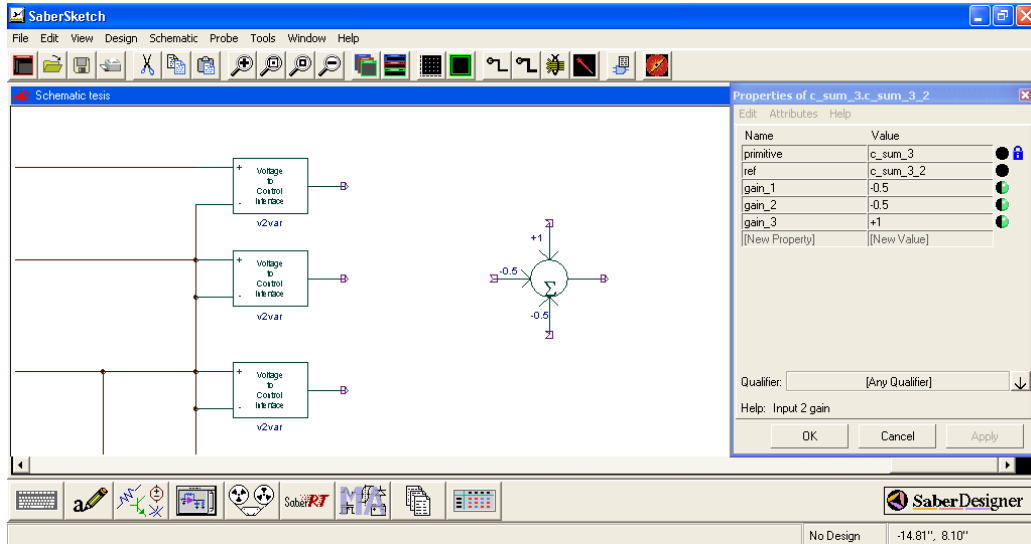 SaberSketch
File Edit View Design Schematic Probe Tools Window Help
Schematic tesis
+ Voltage
to
Control
- Interface
v2var
+ Voltage
to
Control
- Interface
v2var
+ Voltage
to
Control
- Interface
v2var
+1
-0.5
Σ
-0.5
Properties of c_sum_3.c_sum_3_2
Edit Attributes Help
Name Value
primitive c_sum_3
ref c_sum_3_2
gain_1 -0.5
gain_2 -0.5
gain_3 +1
[New Property] [New Value]
Qualifier: [Any Qualifier]
Help: Input 2 gain
OK Cancel Apply
a
SaberRT
MA
SaberDesigner
No Design -14.81", 8.10"